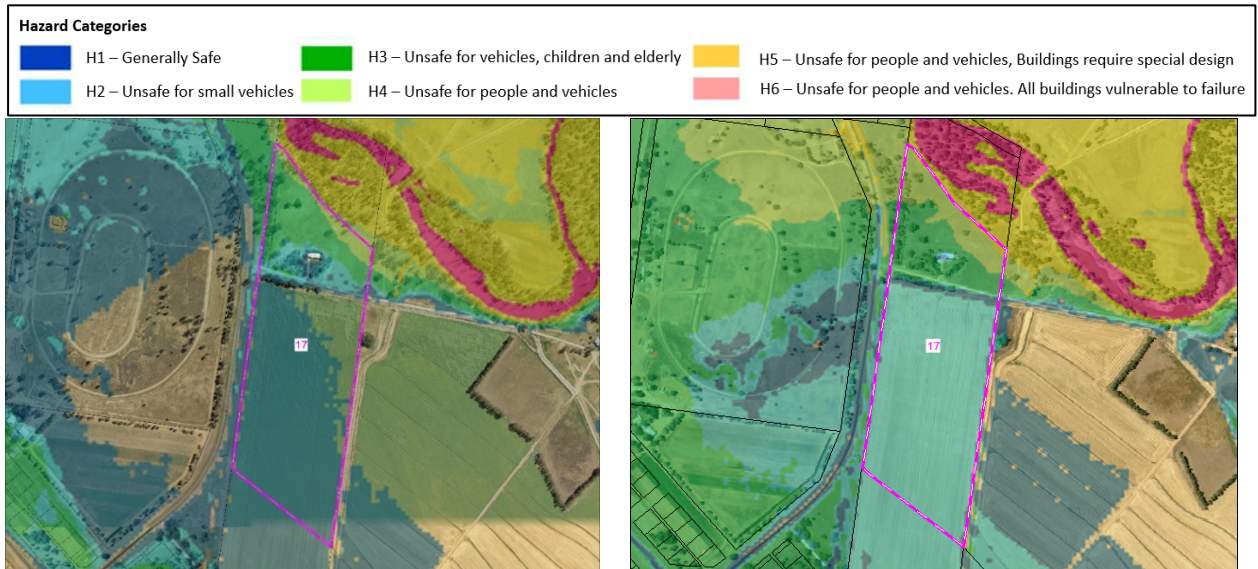 Hazard Categories
H1 – Generally Safe
H3 – Unsafe for vehicles, children and elderly
H5 – Unsafe for people and vehicles, Buildings require special design
H2 – Unsafe for small vehicles
H4 – Unsafe for people and vehicles
H6 – Unsafe for people and vehicles. All buildings vulnerable to failure
17
17